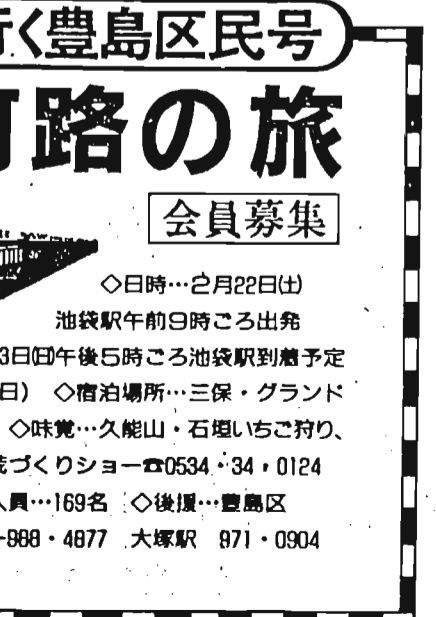 行く豊島区民号
路の旅
会員募集
◇日時…2月22日(土)
池袋駅午前9時ごろ出発
3日(日)午後5時ごろ池袋駅到着予定
日) ◇宿泊場所…三保・グランド
◇味覚…久能山・石垣いちご狩り、
づくりショー☎0534・34・0124
人員…169名 ◇後援…豊島区
-988・4877 大塚駅 971・0904